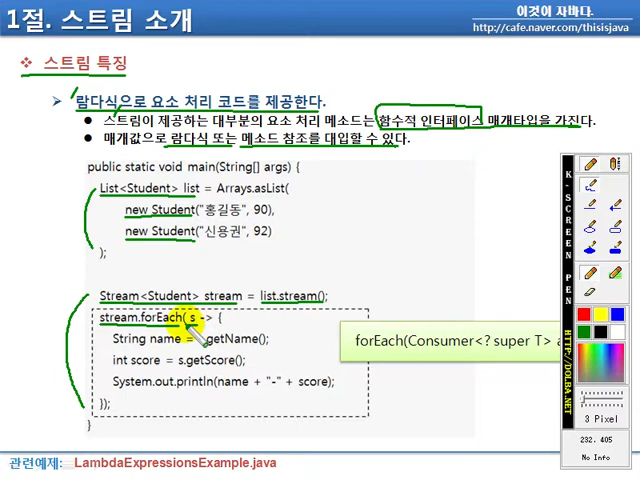 1절. 스트림 소개
이것이 자바다.
http://cafe.naver.com/thisisjava
스트림 특징
람다식으로 요소 처리 코드를 제공한다.
스트림이 제공하는 대부분의 요소 처리 메소드는 함수적 인터페이스 매개타입을 가진다.
매개값으로 람다식 또는 메소드 참조를 대입할 수 있다.
public static void main(String[] args) {
List<Student> list = Arrays.asList(
new Student("홍길동", 90),
new Student("신용권", 92)
);
Stream<Student> stream = list.stream();
stream.forEach( s -> {
String name = .getName();
int score = s.getScore();
System.out.println(name + "-" + score);
});
}
forEach(Consumer<? super T> a
K-SCREEN PEN
HTTP://DOLBA.NET
3 Pixel
232, 405
No Info
관련예제:
LambdaExpressionsExample.java